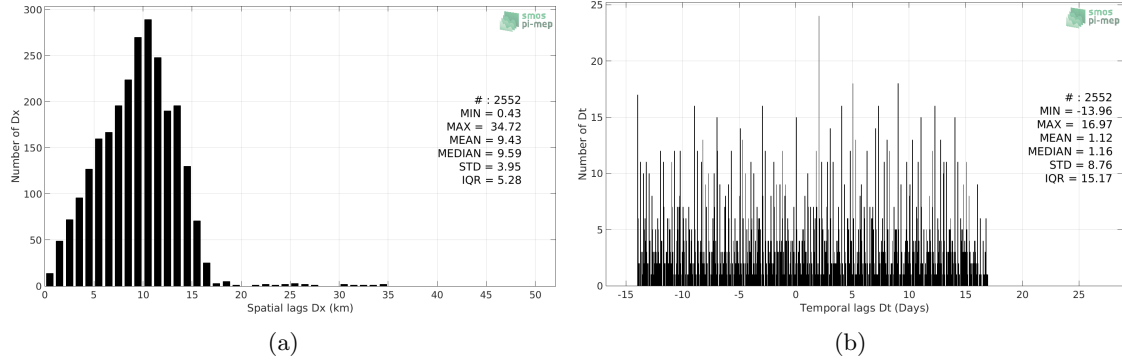 300
250
200
150
100
50
0
Number of Dx
0 5 10 15 20 25 30 35 40 45 50
Spatial lags Dx (km)
smos
pi-mep
# : 2552
MIN = 0.43
MAX = 34.72
MEAN = 9.43
MEDIAN = 9.59
STD = 3.95
IQR = 5.28
(a)
25
20
15
10
5
0
Number of Dt
-15 -10 -5 0 5 10 15 20 25
Temporal lags Dt (Days)
smos
pi-mep
# : 2552
MIN = -13.96
MAX = 16.97
MEAN = 1.12
MEDIAN = 1.16
STD = 8.76
IQR = 15.17
(b)